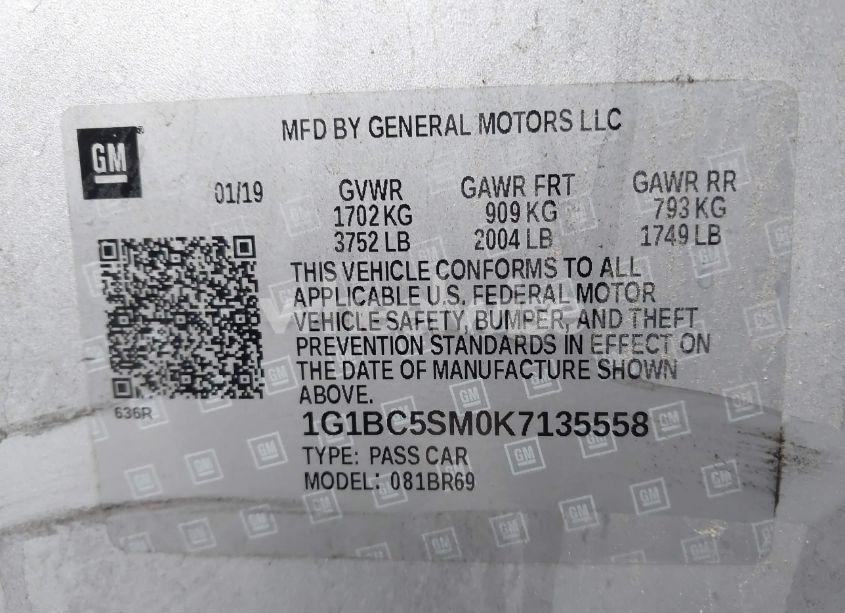 MFD BY GENERAL MOTORS LLC
GM
01/19
GVWR GAWR FRT GAWR RR
1702 KG 909 KG 793 KG
3752 LB 2004 LB 1749 LB
THIS VEHICLE CONFORMS TO ALL
APPLICABLE U.S. FEDERAL MOTOR
VEHICLE SAFETY, BUMPER, AND THEFT
PREVENTION STANDARDS IN EFFECT ON
THE DATE OF MANUFACTURE SHOWN
ABOVE.
636R
1G1BC5SM0K7135558
TYPE: PASS CAR
MODEL: 081BR69